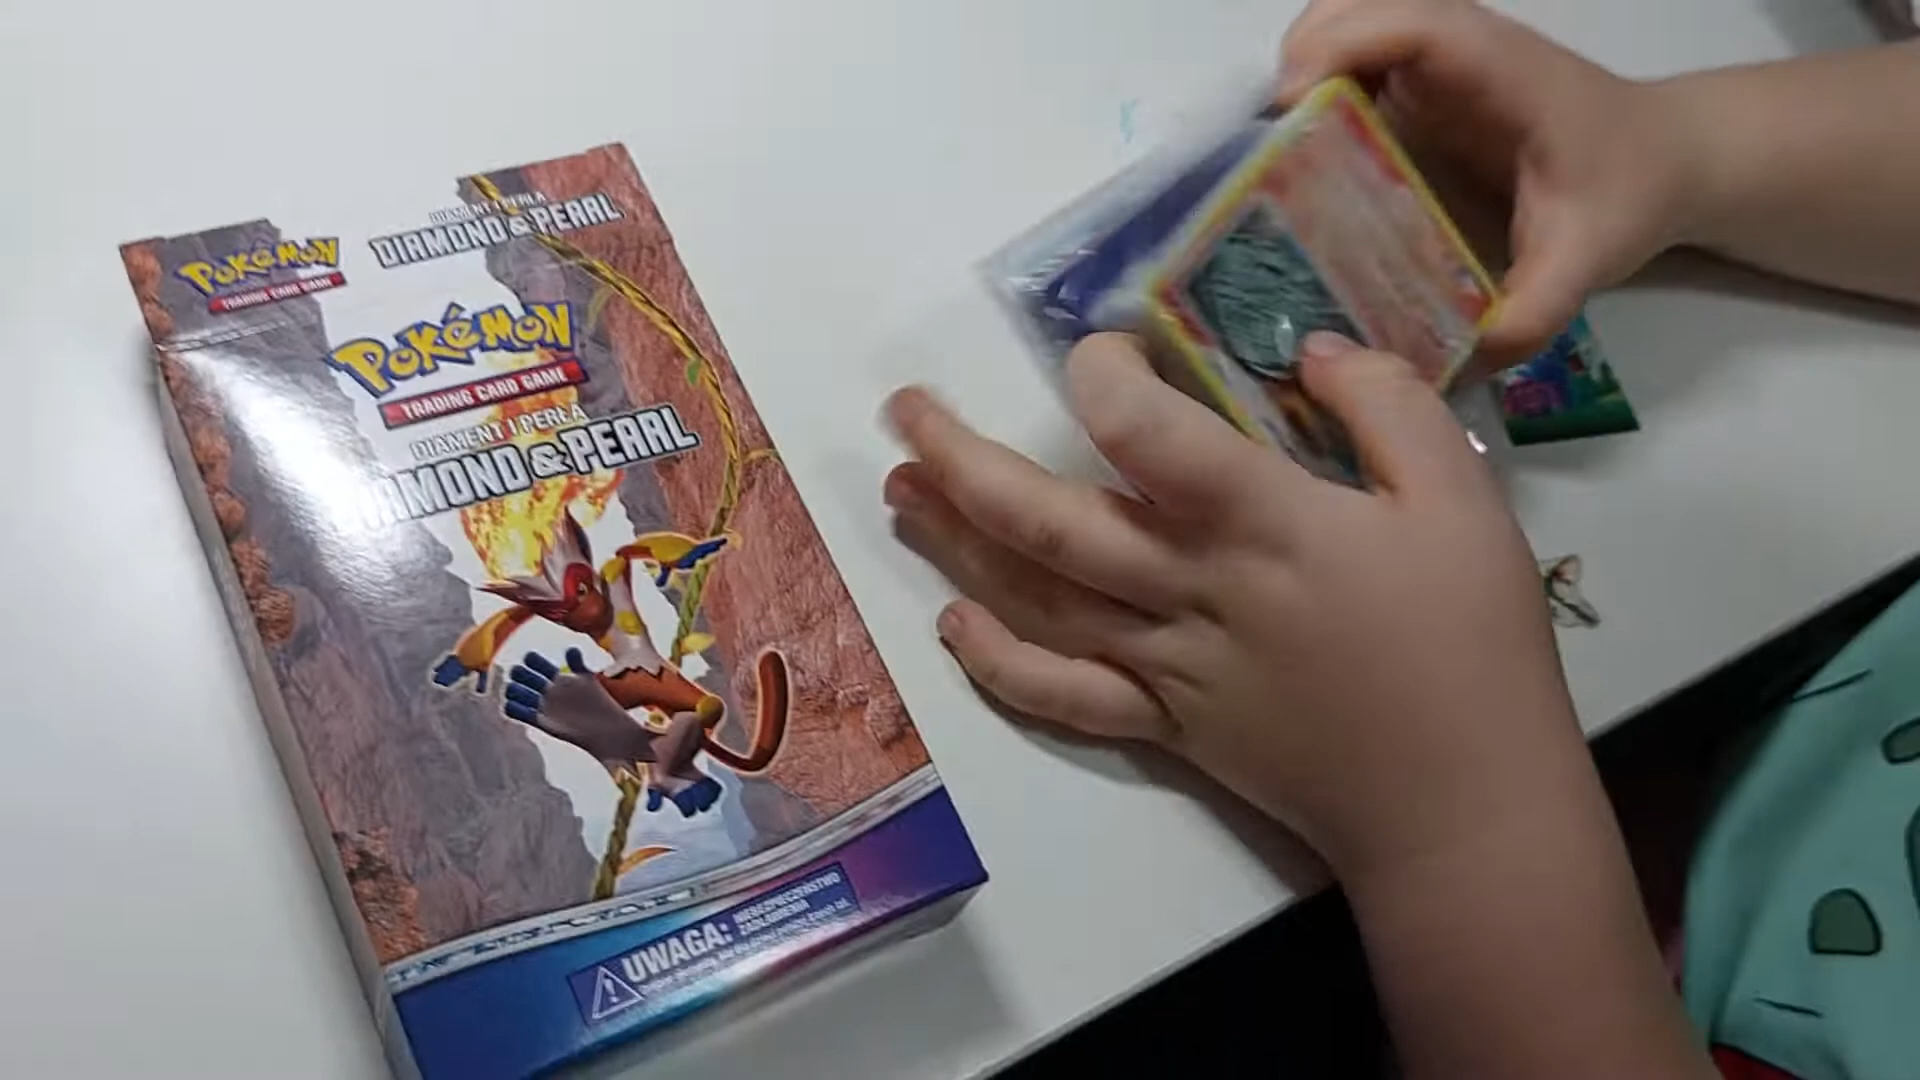 POKéMON
TRADING CARD GAME
DIAMENT I PERŁA
DIAMOND & PEARL
POKéMON
TRADING CARD GAME
DIAMENT I PERŁA
DIAMOND & PEARL
UWAGA:
NIEBEZPIECZEŃSTWO
ZADŁAWIENIA